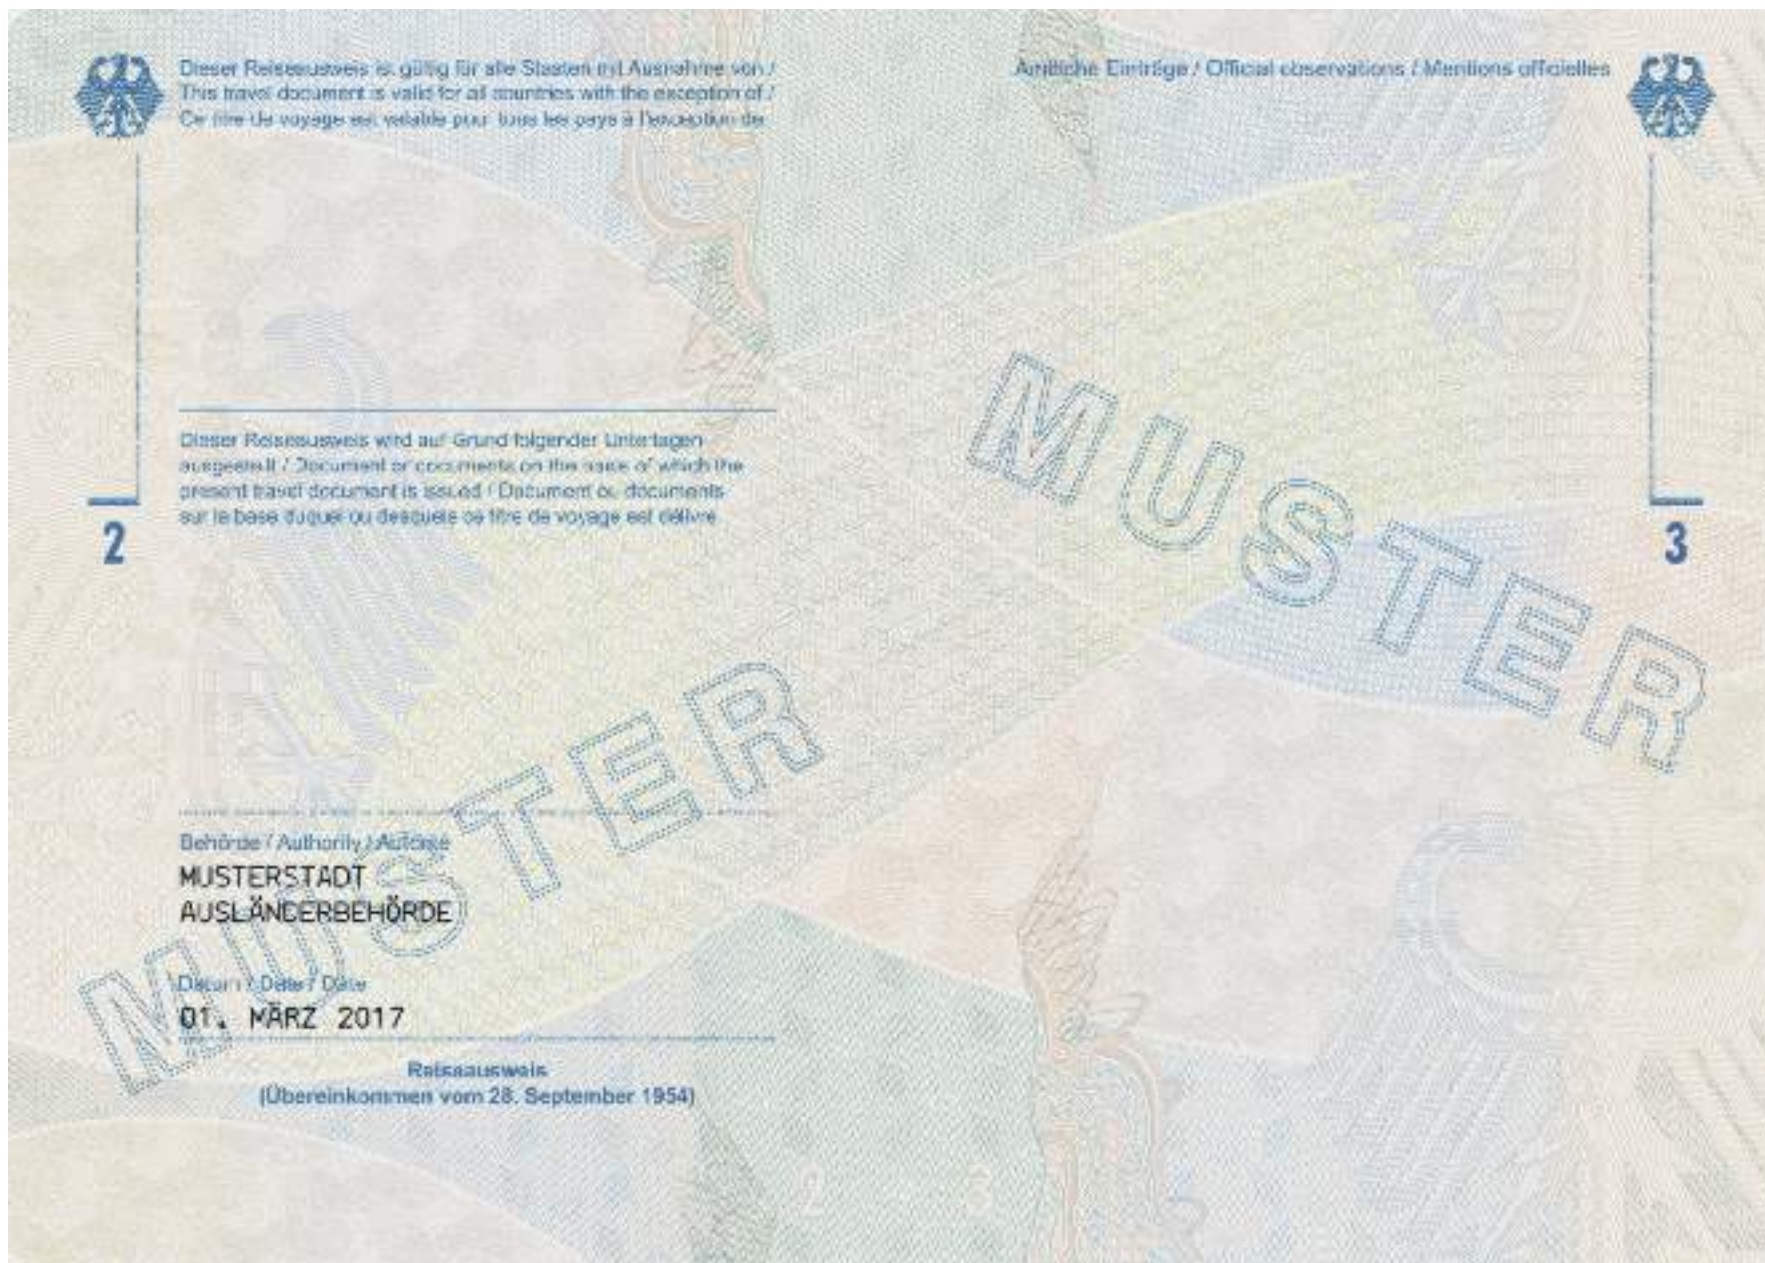 Dieser Reiseausweis ist gültig für alle Staaten mit Ausnahme von /
This travel document is valid for all countries with the exception of /
Ce titre de voyage est valable pour tous les pays à l'exception de
Dieser Reiseausweis wird auf Grund folgender Unterlagen
ausgestellt / Document or documents on the basis of which the
present travel document is issued / Document ou documents
sur la base duquel ou desquels ce titre de voyage est délivré
2
Behörde / Authority / Autorité
MUSTERSTADT
AUSLÄNDERBEHÖRDE
Datum / Date / Date
01. MÄRZ 2017
Reiseausweis
(Übereinkommen vom 28. September 1954)
MUSTER
2
Amtliche Einträge / Official observations / Mentions officielles
3
MUSTER
3